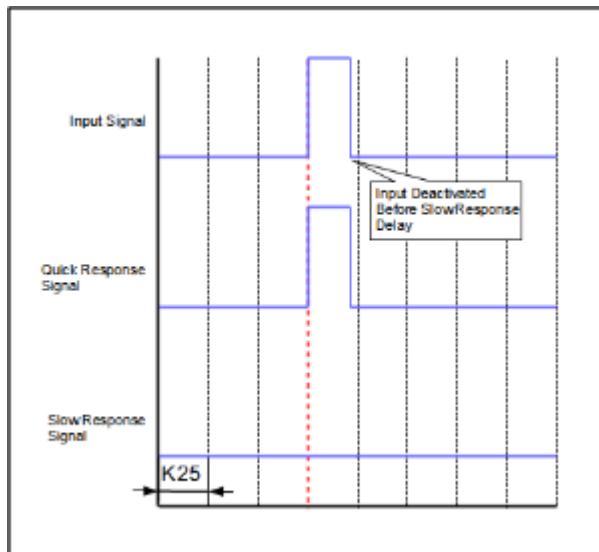 Input Signal
Input Deactivated
Before SlowResponse
Delay
Quick Response
Signal
SlowResponse
Signal
K25